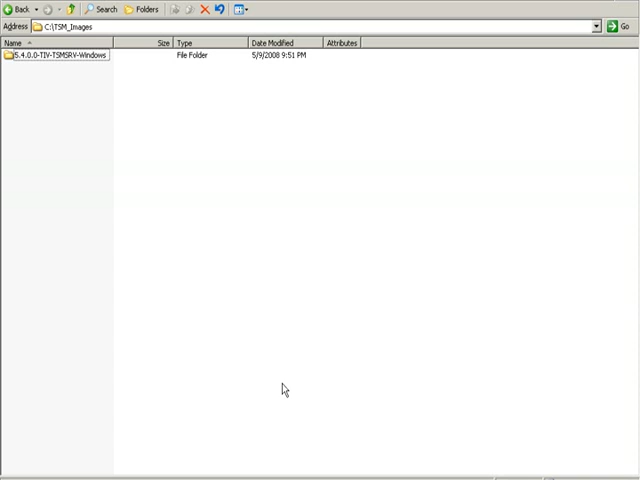 Back Search Folders
Address C:\TSM_Images Go
Name Size Type Date Modified Attributes
5.4.0.0-TIV-TSMSRV-Windows File Folder 5/9/2008 9:51 PM